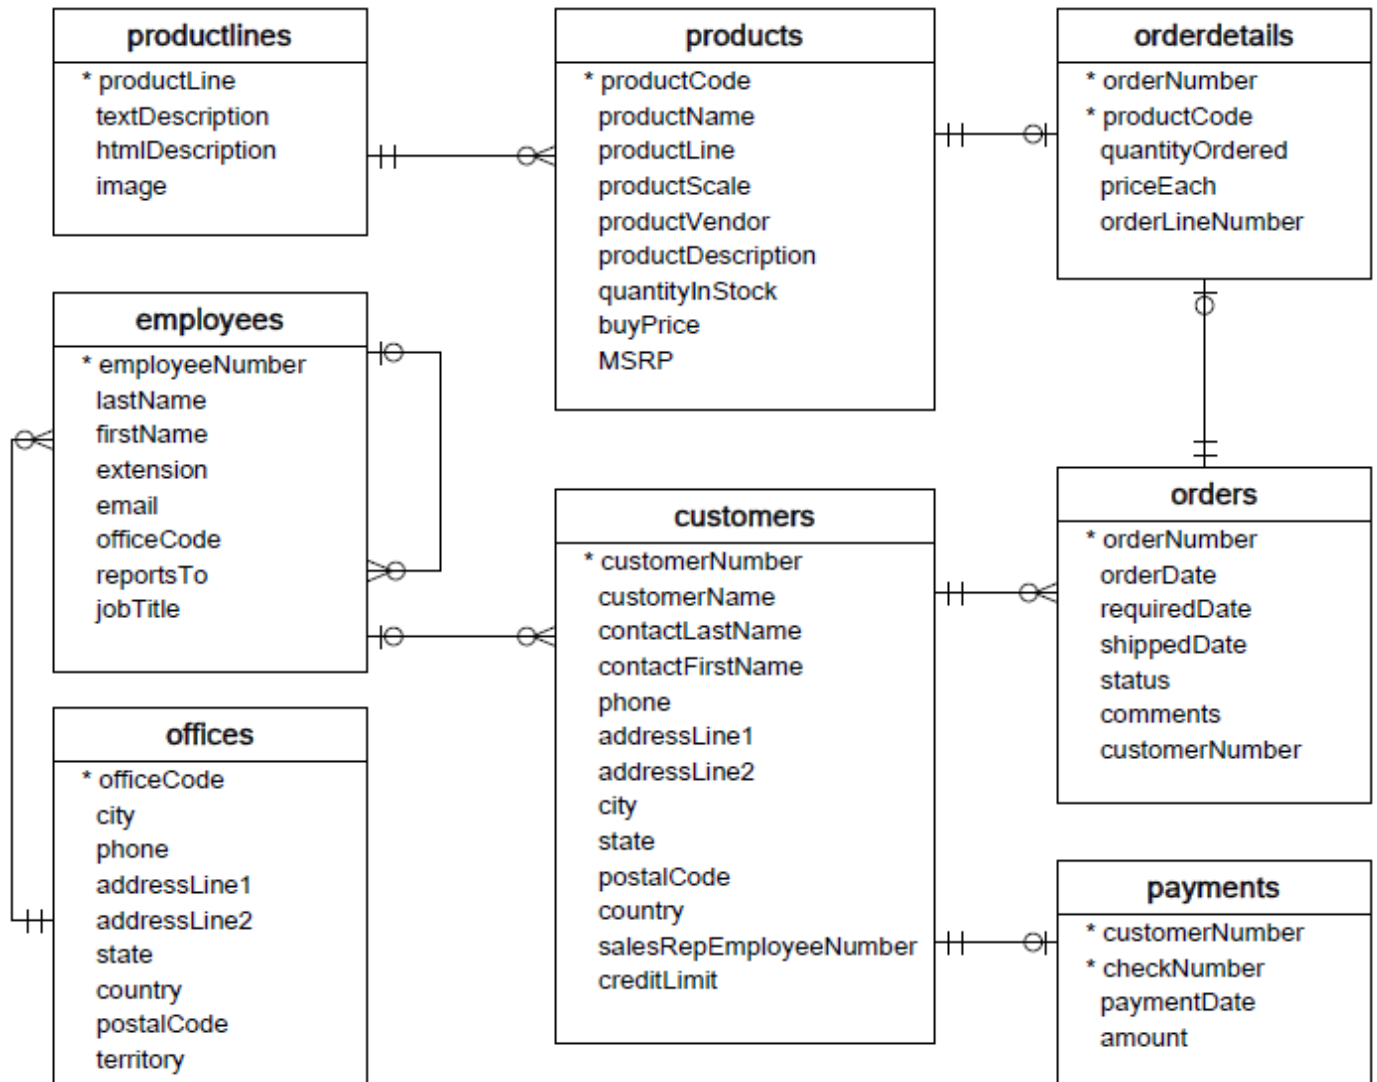 productlines
* productLine
textDescription
htmlDescription
image
products
* productCode
productName
productLine
productScale
productVendor
productDescription
quantityInStock
buyPrice
MSRP
orderdetails
* orderNumber
* productCode
quantityOrdered
priceEach
orderLineNumber
employees
* employeeNumber
lastName
firstName
extension
email
officeCode
reportsTo
jobTitle
customers
* customerNumber
customerName
contactLastName
contactFirstName
phone
addressLine1
addressLine2
city
state
postalCode
country
salesRepEmployeeNumber
creditLimit
orders
* orderNumber
orderDate
requiredDate
shippedDate
status
comments
customerNumber
offices
* officeCode
city
phone
addressLine1
addressLine2
state
country
postalCode
territory
payments
* customerNumber
* checkNumber
paymentDate
amount